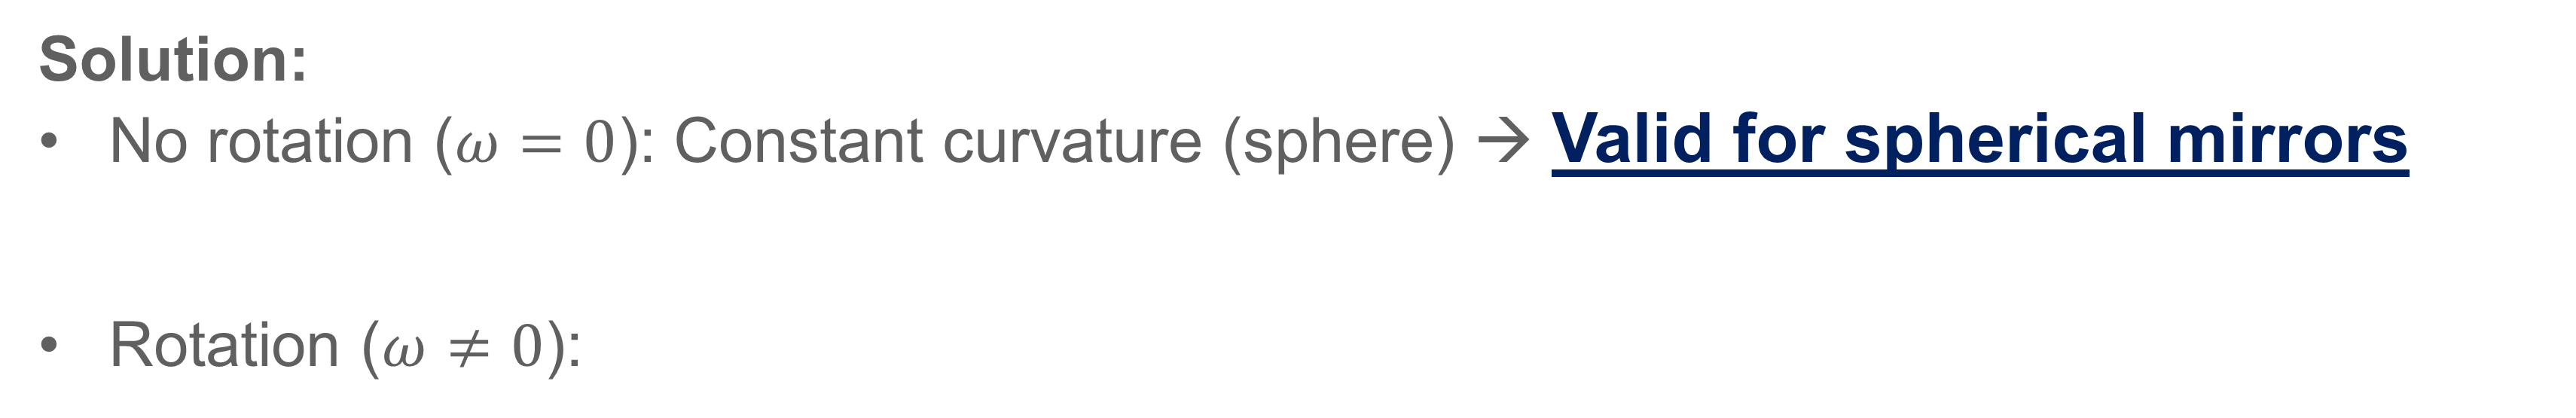 Solution:
• No rotation (𝜔 = 0): Constant curvature (sphere) → Valid for spherical mirrors
• Rotation (𝜔 ≠ 0):